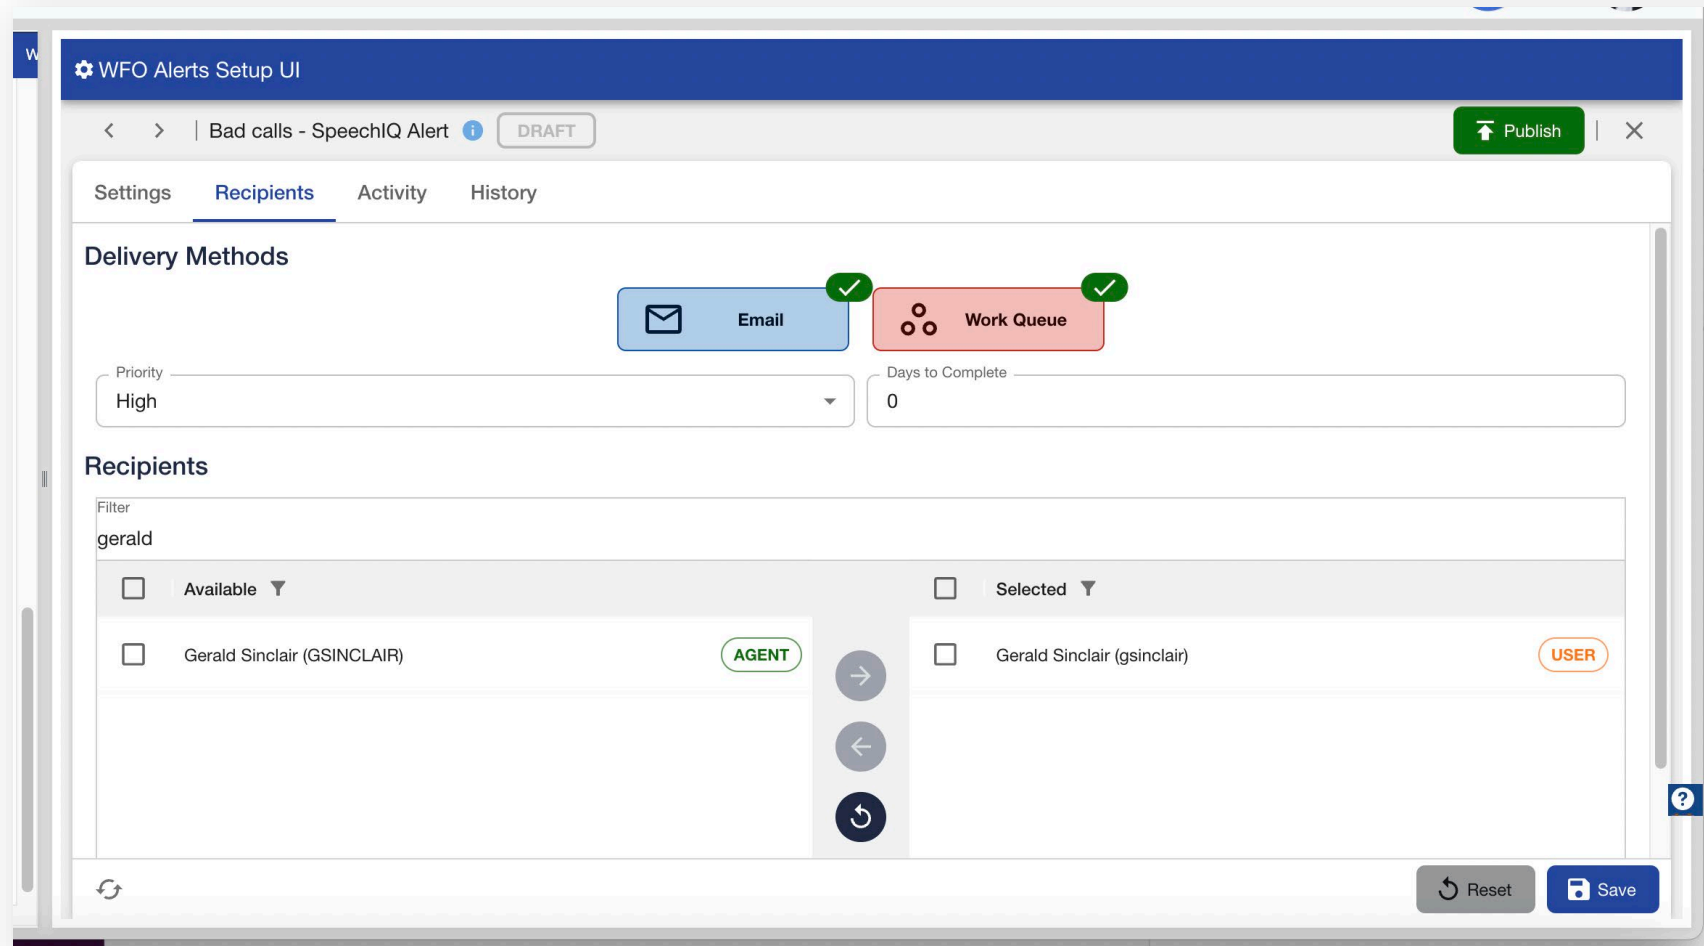 W
WFO Alerts Setup UI
Bad calls - SpeechIQ Alert DRAFT Publish
Settings Recipients Activity History
Delivery Methods
Email Work Queue
Priority Days to Complete
High 0
Recipients
Filter
gerald
Available Selected
Gerald Sinclair (GSINCLAIR) AGENT Gerald Sinclair (gsinclair) USER
Reset Save